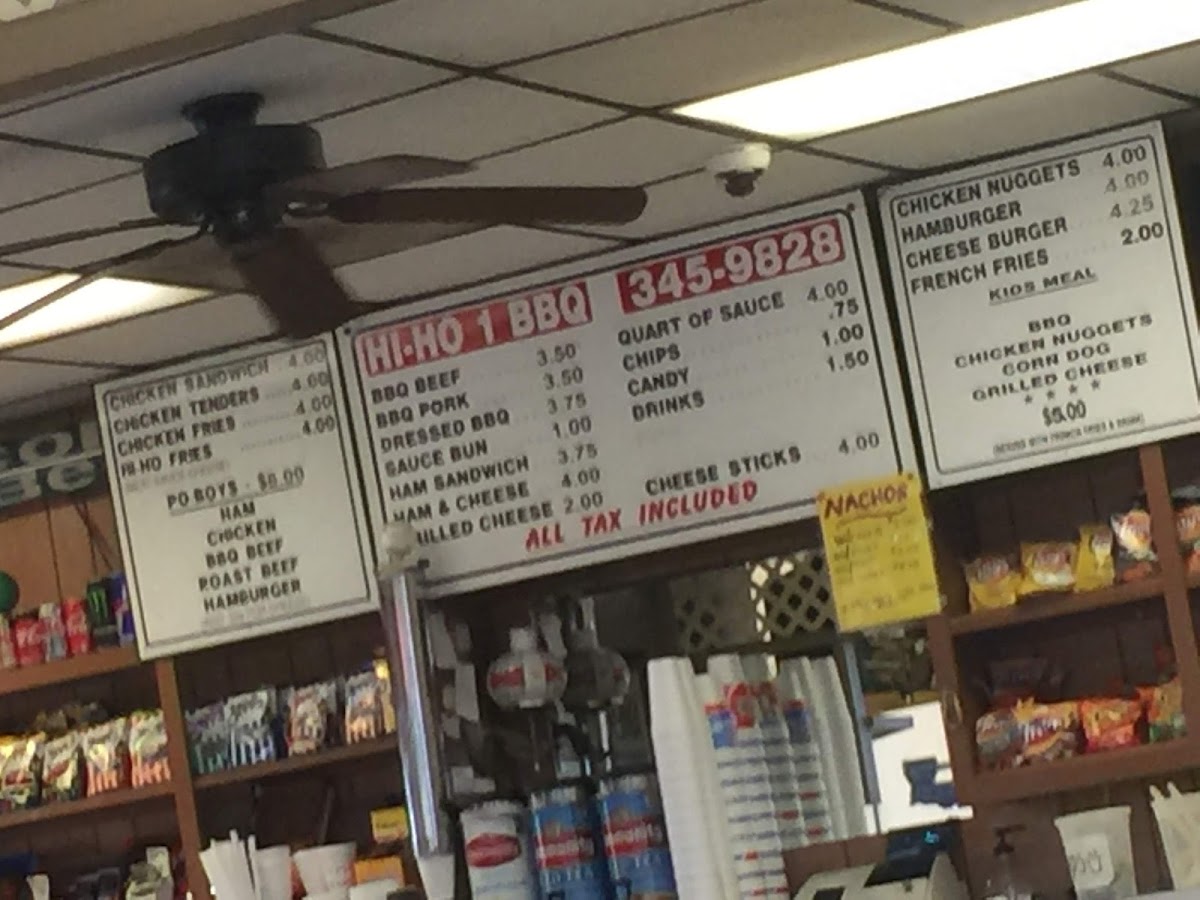 CHICKEN SANDWICH 4.00
CHICKEN TENDERS 4.00
CHICKEN FRIES 4.00
HI-HO FRIES 4.00
PO BOYS - $6.00
HAM
CHICKEN
BBQ BEEF
ROAST BEEF
HAMBURGER
HI-HO 1 BBQ 345-9828
BBQ BEEF 3.50
BBQ PORK 3.50
DRESSED BBQ 3.75
SAUCE BUN 1.00
HAM SANDWICH 3.75
HAM & CHEESE 4.00
GRILLED CHEESE 2.00
QUART OF SAUCE 4.00
CHIPS .75
CANDY 1.00
DRINKS 1.50
CHEESE STICKS 4.00
ALL TAX INCLUDED
CHICKEN NUGGETS 4.00
HAMBURGER 4.00
CHEESE BURGER 4.25
FRENCH FRIES 2.00
KIDS MEAL
BBQ
CHICKEN NUGGETS
CORN DOG
GRILLED CHEESE
* * * *
$5.00
NACHOS